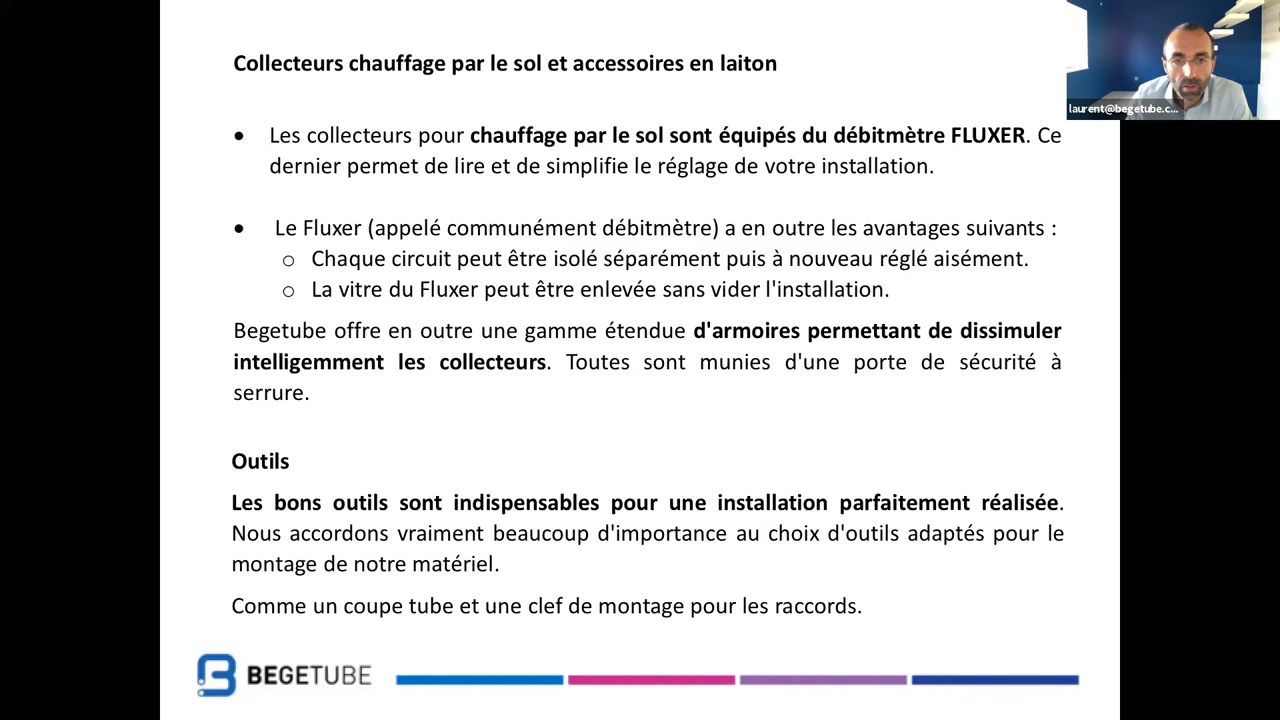 Collecteurs chauffage par le sol et accessoires en laiton
laurent@begetube.c...
• Les collecteurs pour chauffage par le sol sont équipés du débitmètre FLUXER. Ce
dernier permet de lire et de simplifie le réglage de votre installation.
• Le Fluxer (appelé communément débitmètre) a en outre les avantages suivants :
o Chaque circuit peut être isolé séparément puis à nouveau réglé aisément.
o La vitre du Fluxer peut être enlevée sans vider l'installation.
Begetube offre en outre une gamme étendue d'armoires permettant de dissimuler
intelligemment les collecteurs. Toutes sont munies d'une porte de sécurité à
serrure.
Outils
Les bons outils sont indispensables pour une installation parfaitement réalisée.
Nous accordons vraiment beaucoup d'importance au choix d'outils adaptés pour le
montage de notre matériel.
Comme un coupe tube et une clef de montage pour les raccords.
BEGETUBE